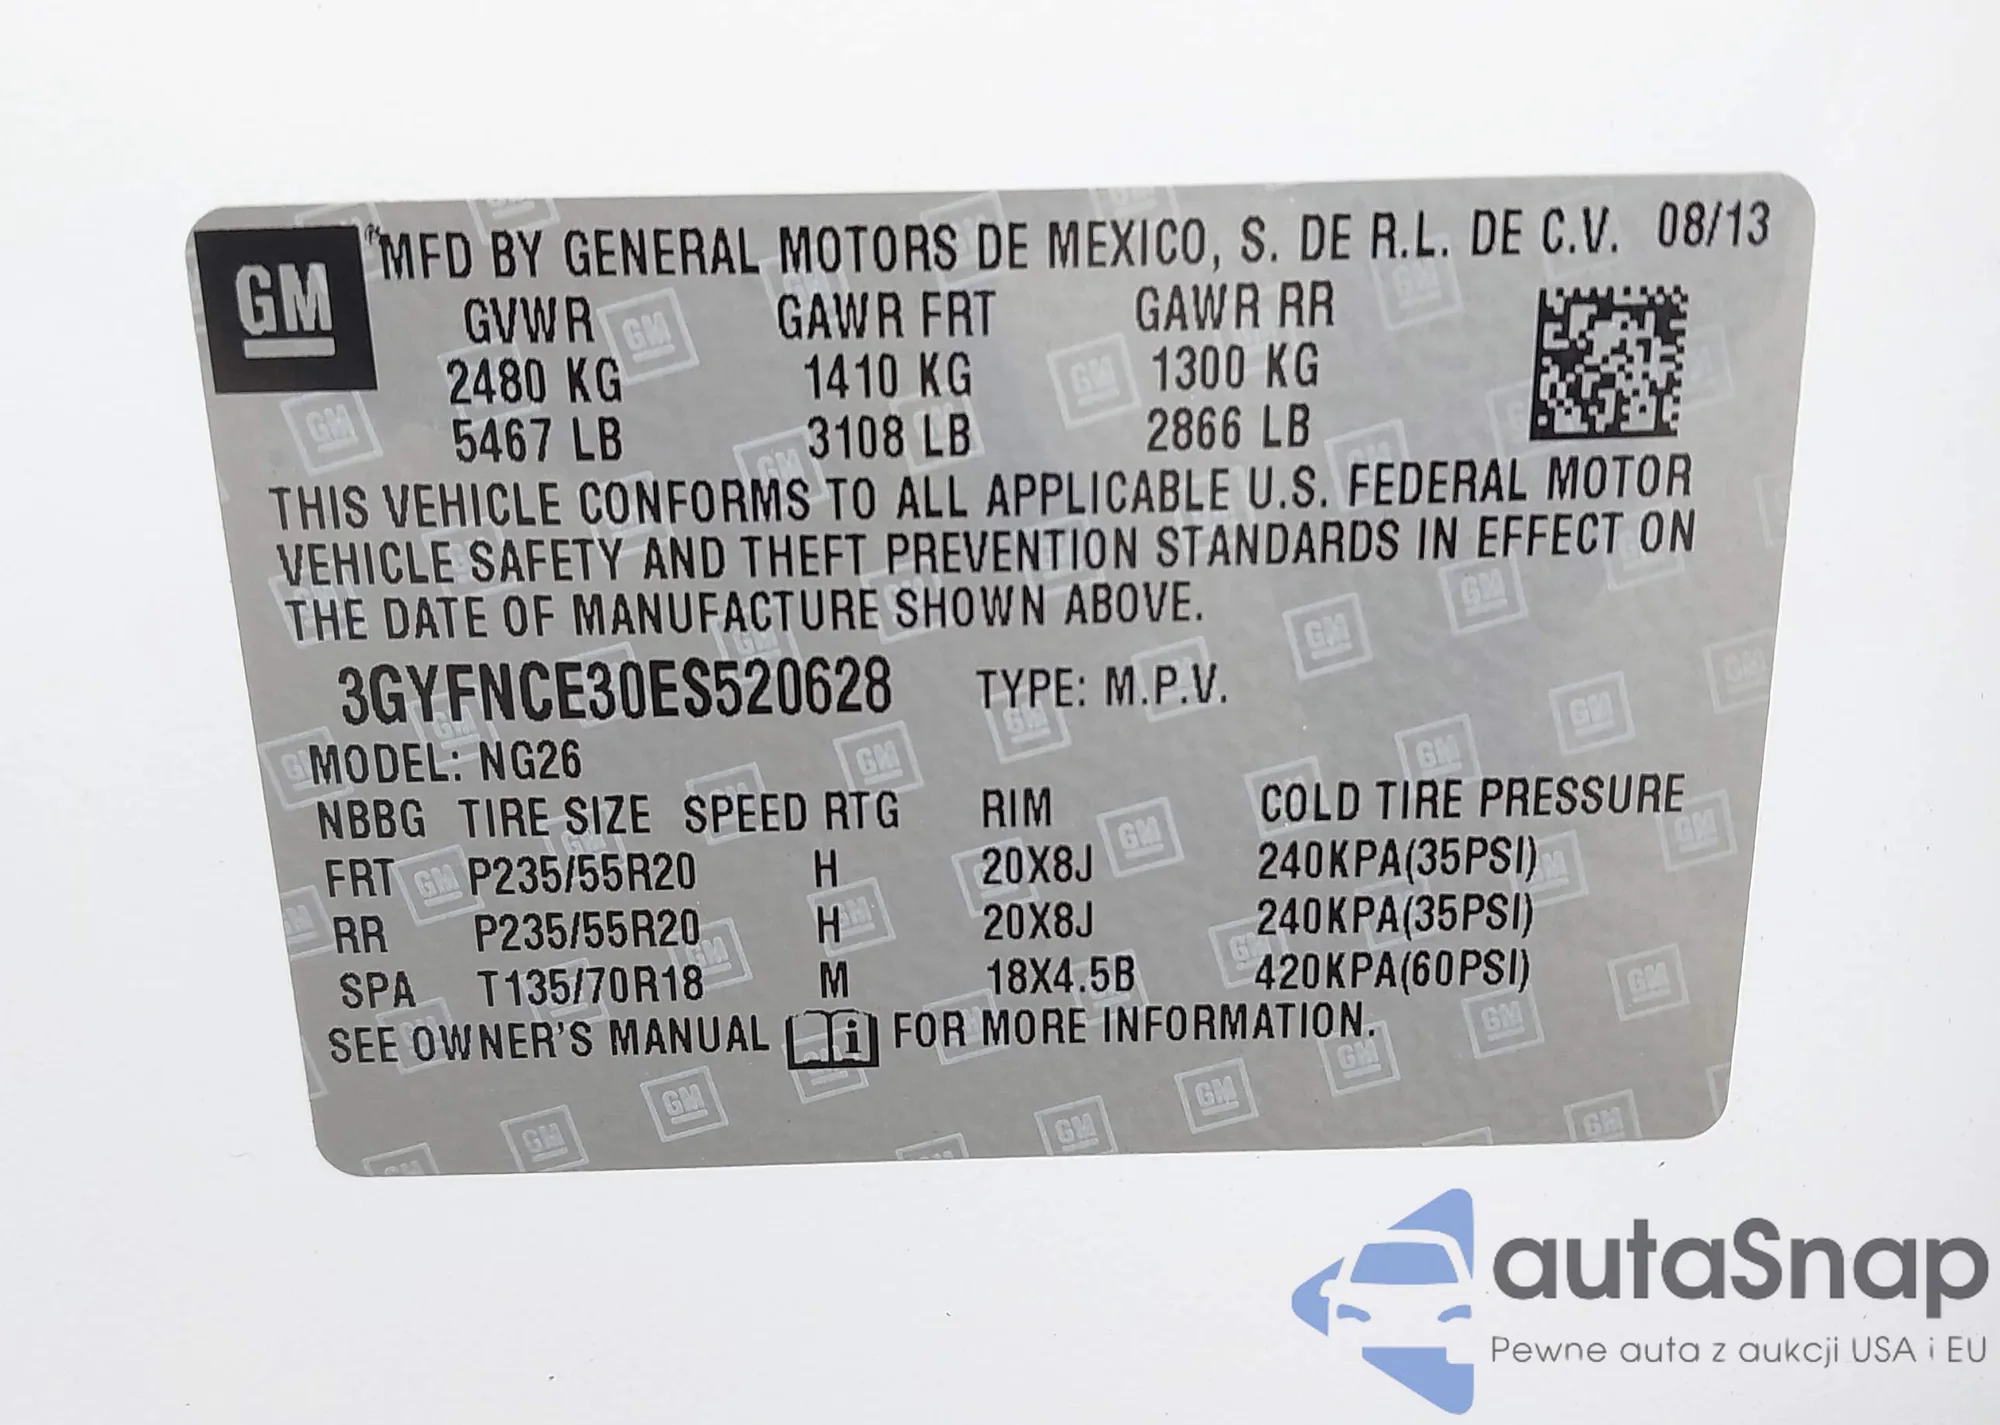 GM
MFD BY GENERAL MOTORS DE MEXICO, S. DE R.L. DE C.V. 08/13
GVWR GAWR FRT GAWR RR
2480 KG 1410 KG 1300 KG
5467 LB 3108 LB 2866 LB
THIS VEHICLE CONFORMS TO ALL APPLICABLE U.S. FEDERAL MOTOR
VEHICLE SAFETY AND THEFT PREVENTION STANDARDS IN EFFECT ON
THE DATE OF MANUFACTURE SHOWN ABOVE.
3GYFNCE30ES520628 TYPE: M.P.V.
MODEL: NG26
NBBG TIRE SIZE SPEED RTG RIM COLD TIRE PRESSURE
FRT P235/55R20 H 20X8J 240KPA(35PSI)
RR P235/55R20 H 20X8J 240KPA(35PSI)
SPA T135/70R18 M 18X4.5B 420KPA(60PSI)
SEE OWNER'S MANUAL i FOR MORE INFORMATION.
autaSnap
Pewne auta z aukcji USA i EU